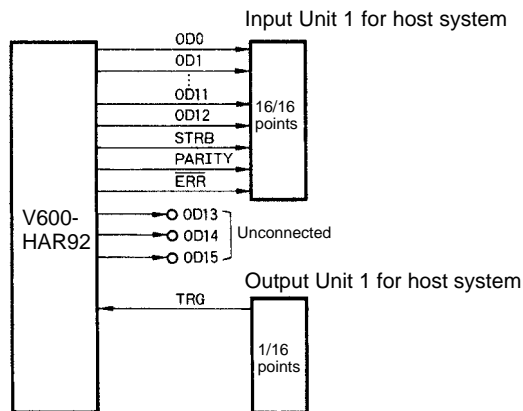 Input Unit 1 for host system
OD0
OD1
OD11
OD12
STRB
PARITY
ERR
16/16
points
V600-
HAR92
OD13
OD14
OD15
Unconnected
Output Unit 1 for host system
TRG
1/16
points